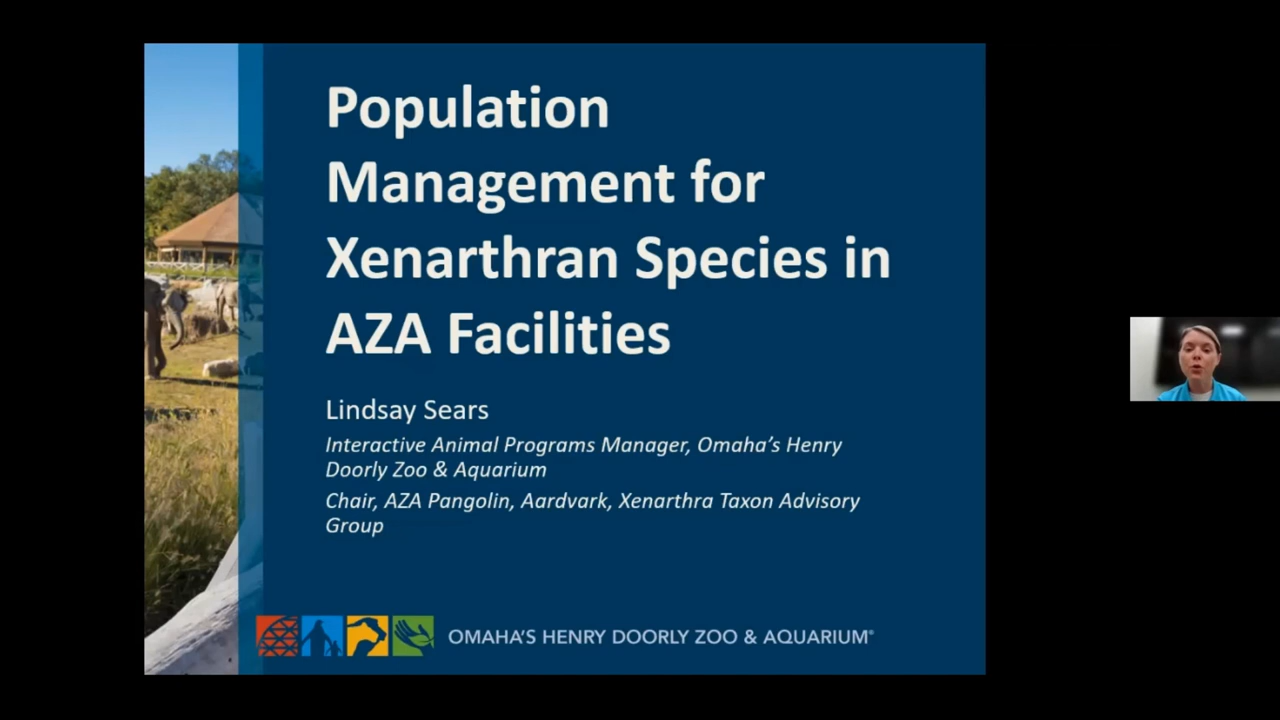 Population
Management for
Xenarthran Species in
AZA Facilities
Lindsay Sears
Interactive Animal Programs Manager, Omaha's Henry
Doorly Zoo & Aquarium
Chair, AZA Pangolin, Aardvark, Xenarthra Taxon Advisory
Group
OMAHA'S HENRY DOORLY ZOO & AQUARIUM®